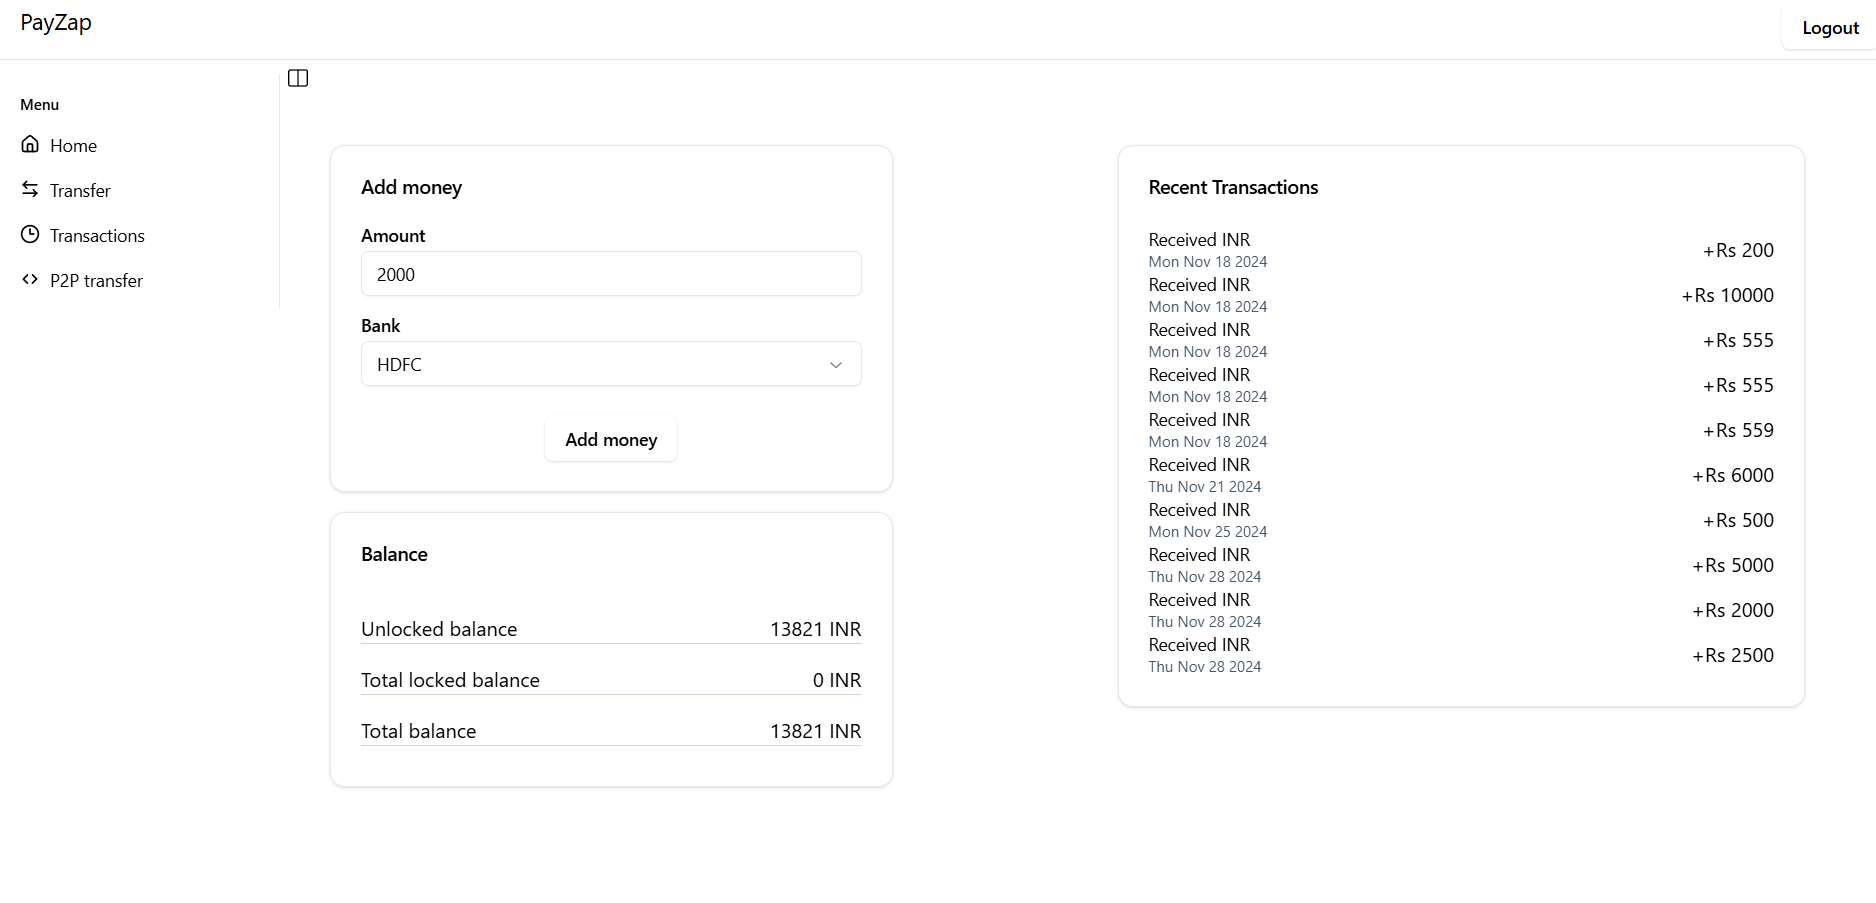 PayZap
Logout
Menu
Home
Transfer
Transactions
P2P transfer
Add money
Amount
2000
Bank
HDFC
Add money
Balance
Unlocked balance 13821 INR
Total locked balance 0 INR
Total balance 13821 INR
Recent Transactions
Received INR
Mon Nov 18 2024
+Rs 200
Received INR
Mon Nov 18 2024
+Rs 10000
Received INR
Mon Nov 18 2024
+Rs 555
Received INR
Mon Nov 18 2024
+Rs 555
Received INR
Mon Nov 18 2024
+Rs 559
Received INR
Thu Nov 21 2024
+Rs 6000
Received INR
Mon Nov 25 2024
+Rs 500
Received INR
Thu Nov 28 2024
+Rs 5000
Received INR
Thu Nov 28 2024
+Rs 2000
Received INR
Thu Nov 28 2024
+Rs 2500